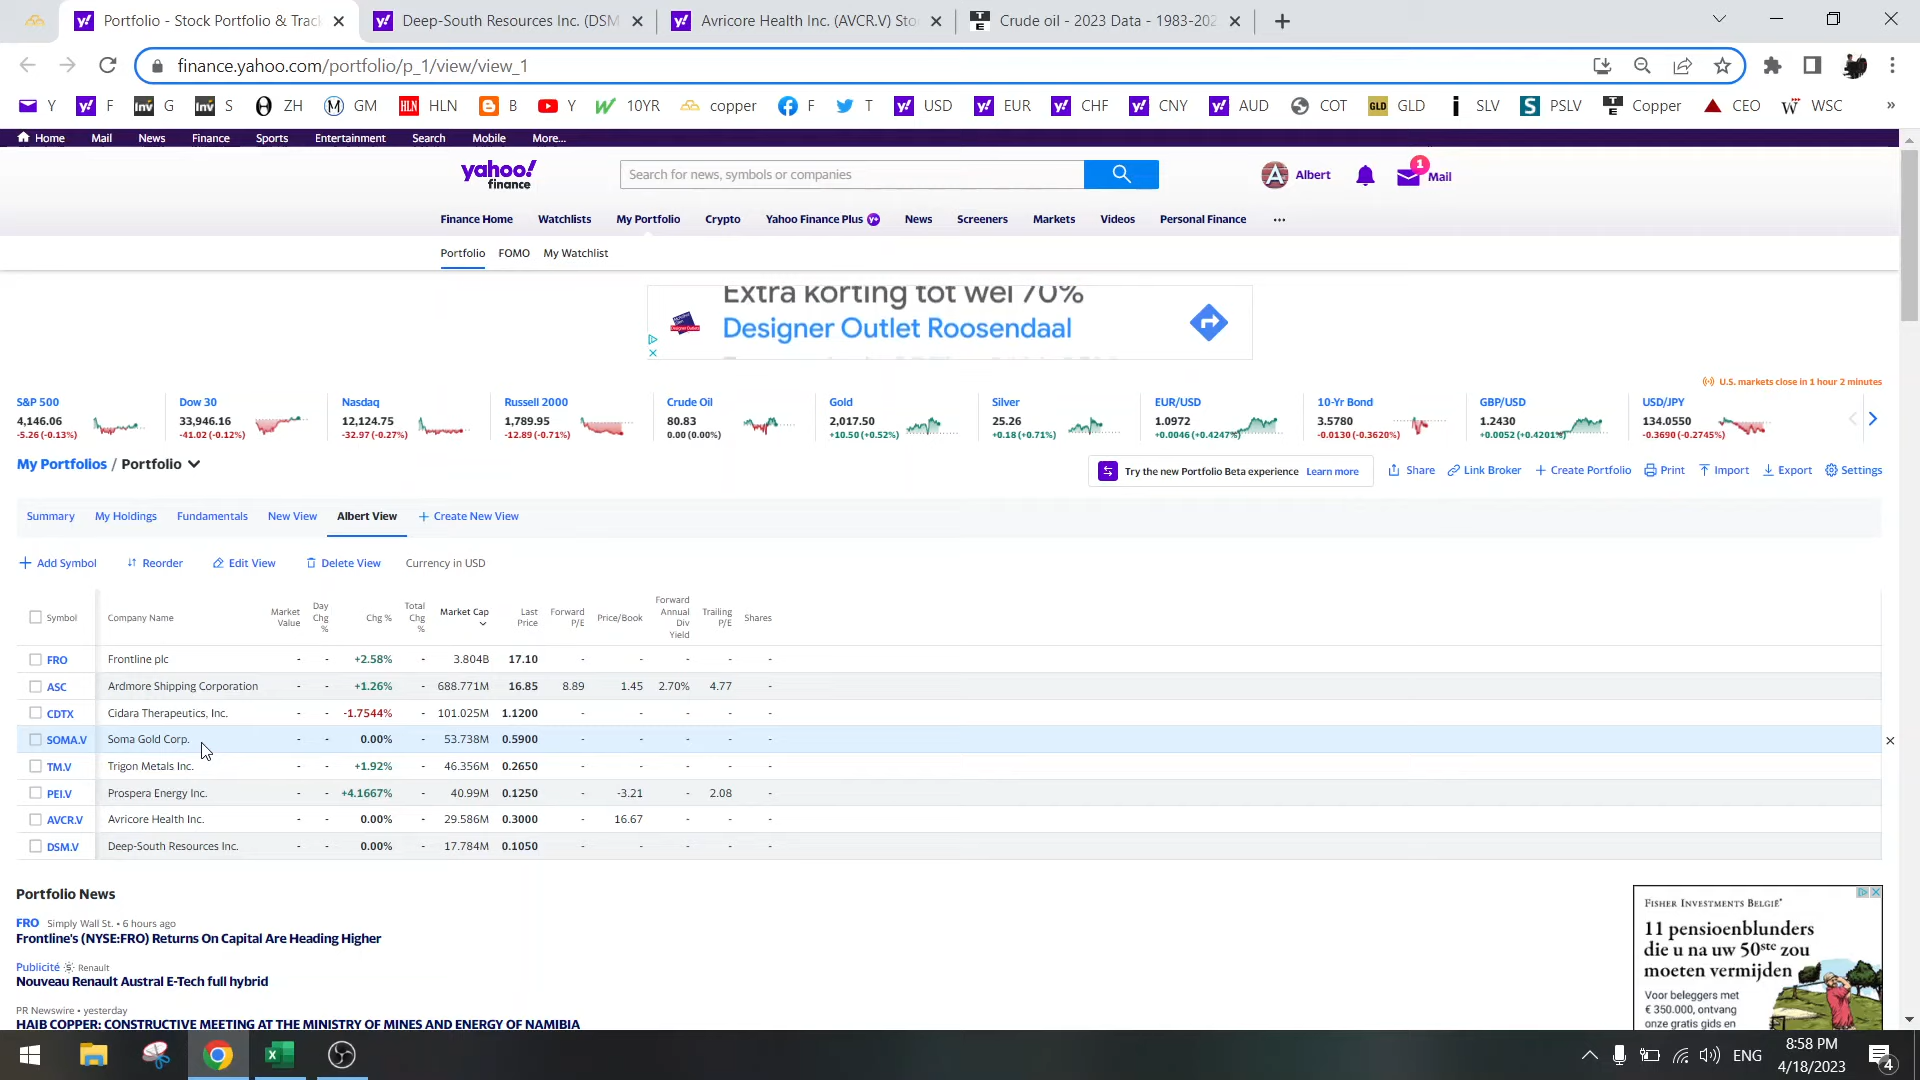 Portfolio - Stock Portfolio & Track
Deep-South Resources Inc. (DSM
Avricore Health Inc. (AVCR.V) Sto
Crude oil - 2023 Data - 1983-202
finance.yahoo.com/portfolio/p_1/view/view_1
Y F G S ZH GM HLN B Y 10YR copper F T USD EUR CHF CNY AUD COT GLD SLV PSLV Copper CEO WSC »
Home Mail News Finance Sports Entertainment Search Mobile More...
yahoo!
finance
Search for news, symbols or companies
Albert
1
Mail
Finance Home Watchlists My Portfolio Crypto Yahoo Finance Plus News Screeners Markets Videos Personal Finance ...
Portfolio FOMO My Watchlist
Extra korting tot wel 70%
Designer Outlet Roosendaal
U.S. markets close in 1 hour 2 minutes
S&P 500 Dow 30 Nasdaq Russell 2000 Crude Oil Gold Silver EUR/USD 10-Yr Bond GBP/USD USD/JPY
4,146.06 33,946.16 12,124.75 1,789.95 80.83 2,017.50 25.26 1.0972 3.5780 1.2430 134.0550
-5.26 (-0.13%) -41.02 (-0.12%) -32.97 (-0.27%) -12.89 (-0.71%) 0.00 (0.00%) +10.50 (+0.52%) +0.18 (+0.71%) +0.0046 (+0.4247%) -0.0130 (-0.3620%) +0.0052 (+0.4201%) -0.3690 (-0.2745%)
My Portfolios / Portfolio
Try the new Portfolio Beta experience Learn more
Share Link Broker + Create Portfolio Print Import Export Settings
Summary My Holdings Fundamentals New View Albert View + Create New View
+ Add Symbol Reorder Edit View Delete View Currency in USD
Symbol Company Name Market Value Day Chg % Chg % Total Chg % Market Cap Last Price Forward P/E Price/Book Forward Annual Div Yield Trailing P/E Shares
FRO Frontline plc - - +2.58% - 3.804B 17.10 - - - - -
ASC Ardmore Shipping Corporation - - +1.26% - 688.771M 16.85 8.89 1.45 2.70% 4.77 -
CDTX Cidara Therapeutics, Inc. - - -1.7544% - 101.025M 1.1200 - - - - -
SOMA.V Soma Gold Corp. - - 0.00% - 53.738M 0.5900 - - - - -
TM.V Trigon Metals Inc. - - +1.92% - 46.356M 0.2650 - - - - -
PEI.V Prospera Energy Inc. - - +4.1667% - 40.99M 0.1250 - -3.21 - 2.08 -
AVCR.V Avricore Health Inc. - - 0.00% - 29.586M 0.3000 - 16.67 - - -
DSM.V Deep-South Resources Inc. - - 0.00% - 17.784M 0.1050 - - - - -
Portfolio News
FRO Simply Wall St. • 6 hours ago
Frontline's (NYSE:FRO) Returns On Capital Are Heading Higher
Publicité Renault
Nouveau Renault Austral E-Tech full hybrid
PR Newswire • yesterday
HAIB COPPER: CONSTRUCTIVE MEETING AT THE MINISTRY OF MINES AND ENERGY OF NAMIBIA
FISHER INVESTMENTS BELGIË®
11 pensioenblunders
die u na uw 50ste zou
moeten vermijden
Voor beleggers met
€ 350.000, ontvang
onze gratis gids en
ENG
8:58 PM
4/18/2023
4